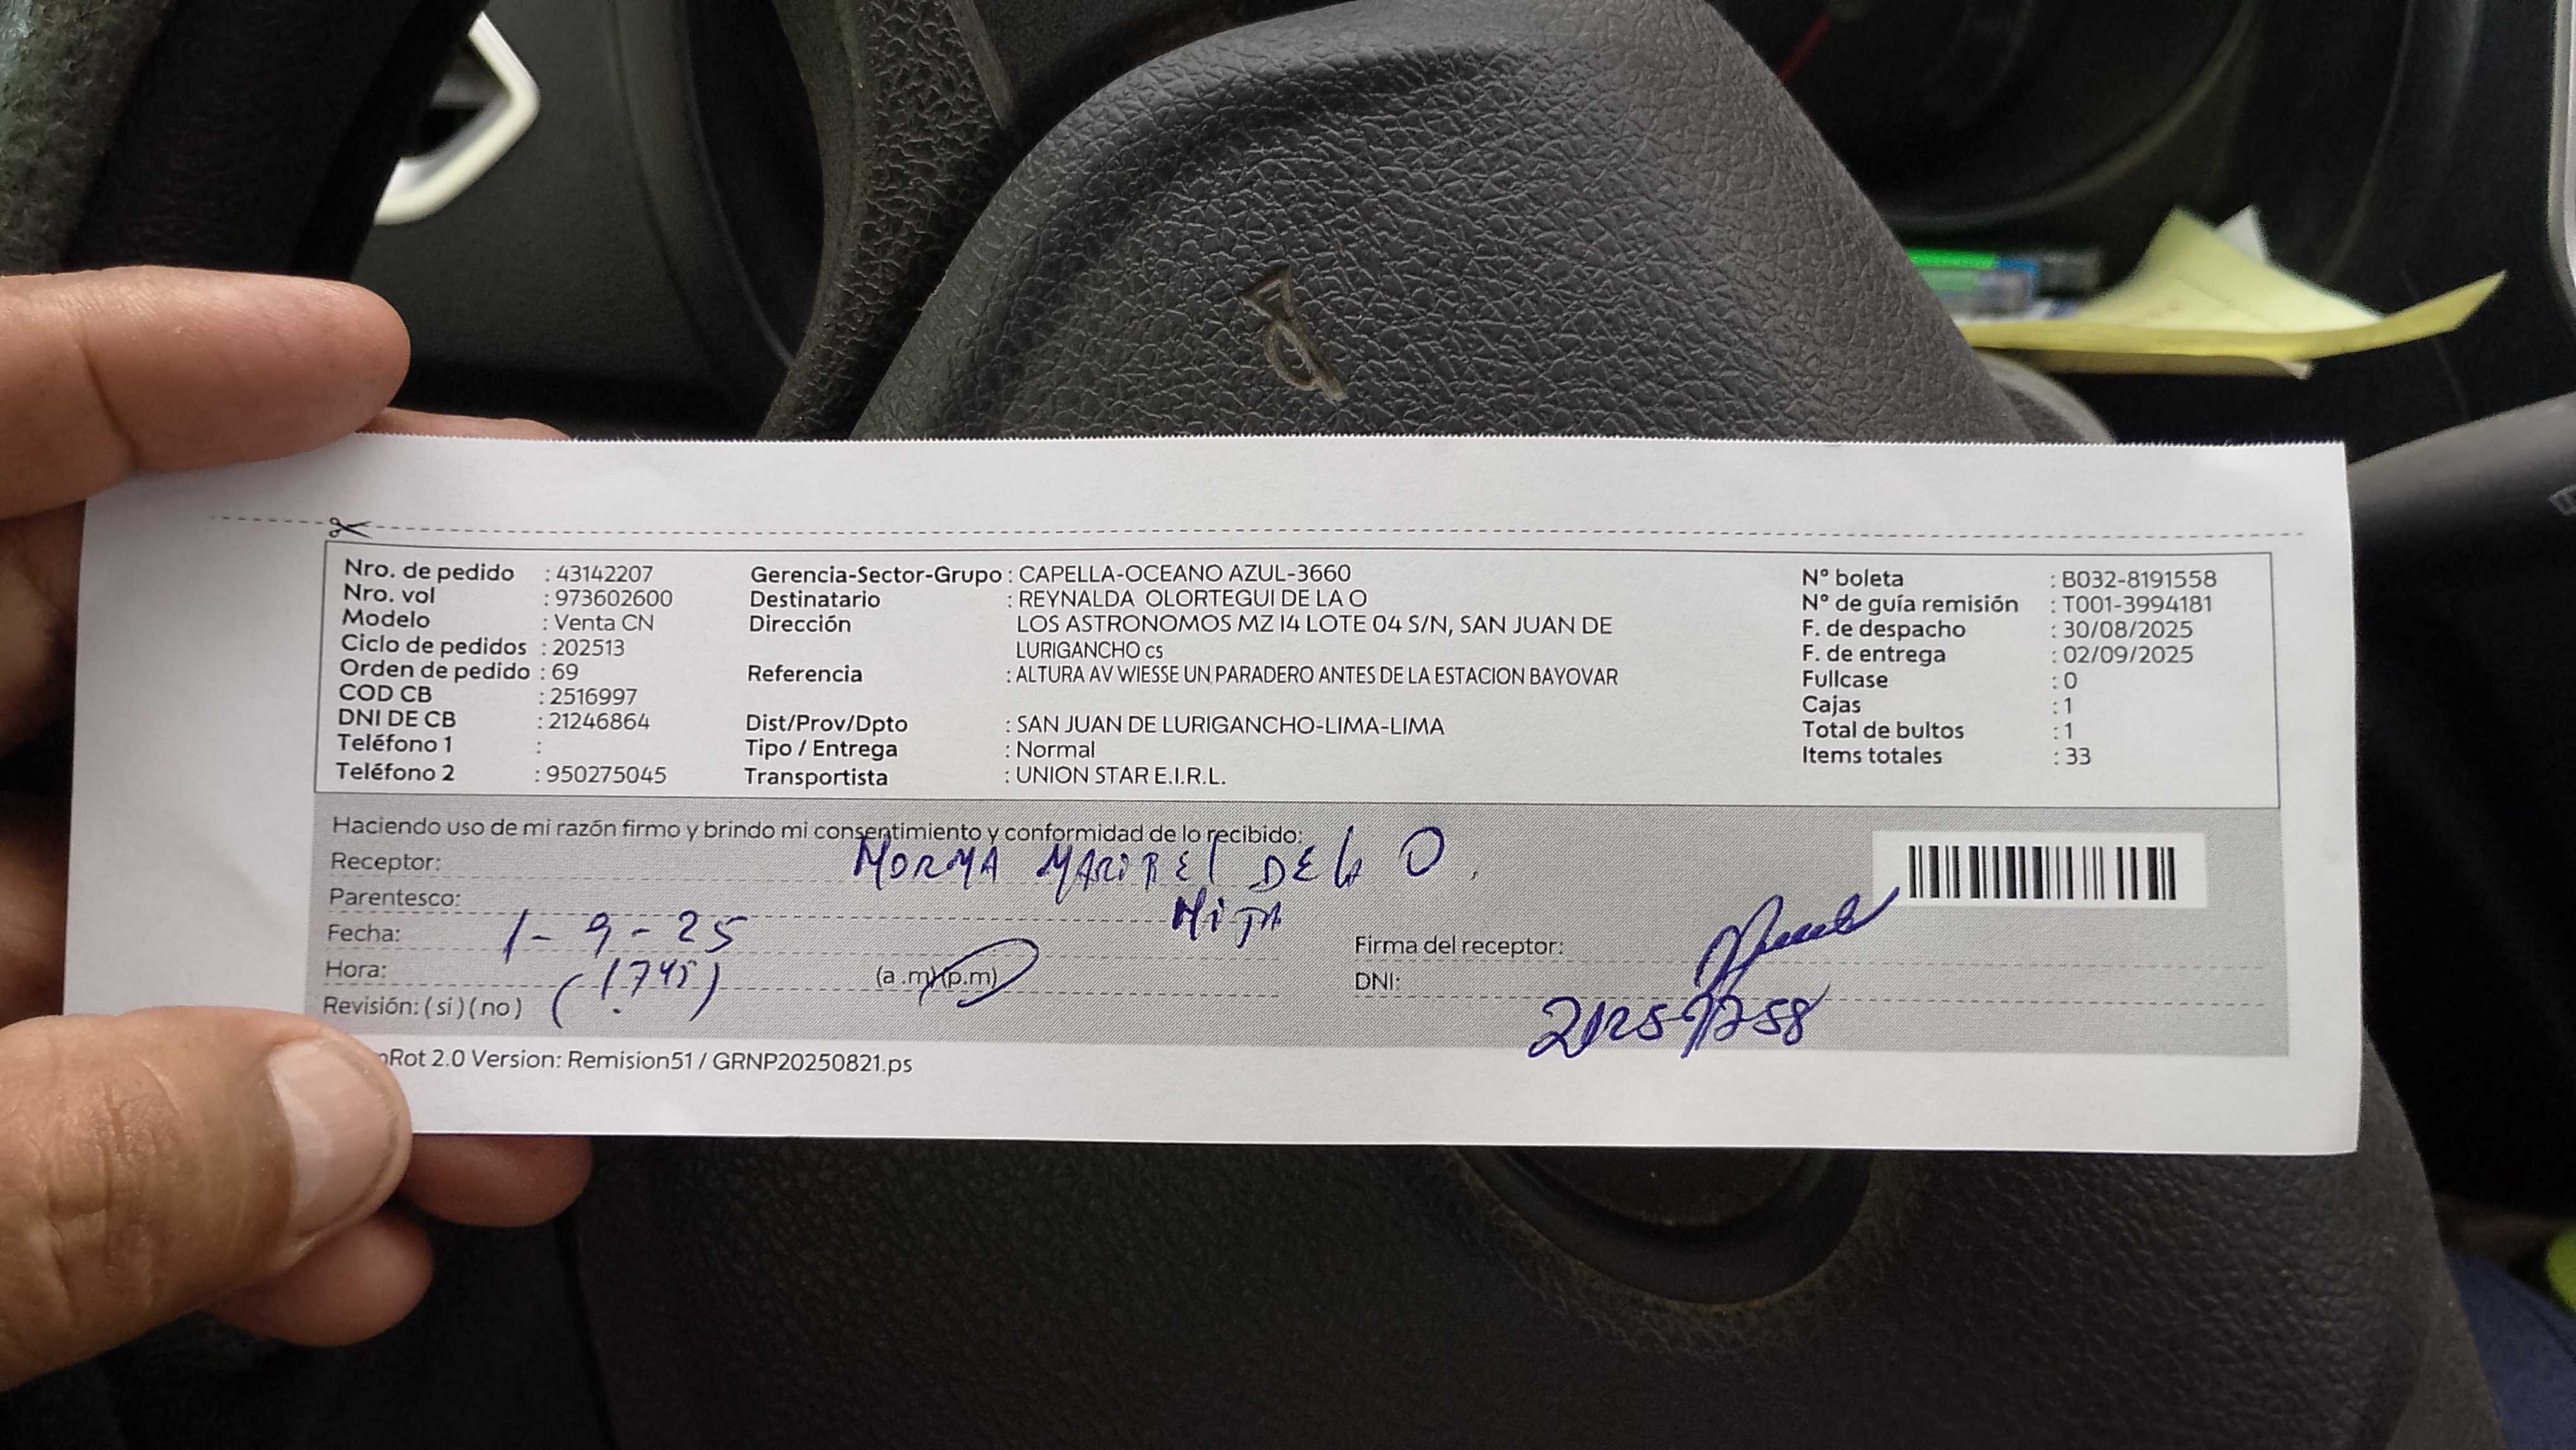 Nro. de pedido : 43142207
Nro. vol : 973602600
Modelo : Venta CN
Ciclo de pedidos : 202513
Orden de pedido : 69
COD CB : 2516997
DNI DE CB : 21246864
Teléfono 1 :
Teléfono 2 : 950275045
Gerencia-Sector-Grupo : CAPELLA-OCEANO AZUL-3660
Destinatario : REYNALDA OLORTEGUI DE LA O
Dirección LOS ASTRONOMOS MZ I4 LOTE 04 S/N, SAN JUAN DE
LURIGANCHO cs
Referencia : ALTURA AV WIESSE UN PARADERO ANTES DE LA ESTACION BAYOVAR
Dist/Prov/Dpto : SAN JUAN DE LURIGANCHO-LIMA-LIMA
Tipo / Entrega : Normal
Transportista : UNION STAR E.I.R.L.
N° boleta : B032-8191558
N° de guía remisión : T001-3994181
F. de despacho : 30/08/2025
F. de entrega : 02/09/2025
Fullcase : 0
Cajas : 1
Total de bultos : 1
Items totales : 33
Haciendo uso de mi razón firmo y brindo mi consentimiento y conformidad de lo recibido:
Receptor: MARIBEL DE LA O
Parentesco:
Fecha: 1-9-25
Hora: (1.745) (a.m)(p.m)
Revisión: (si) (no)
Firma del receptor:
DNI:
Rot 2.0 Version: Remision51 / GRNP20250821.ps